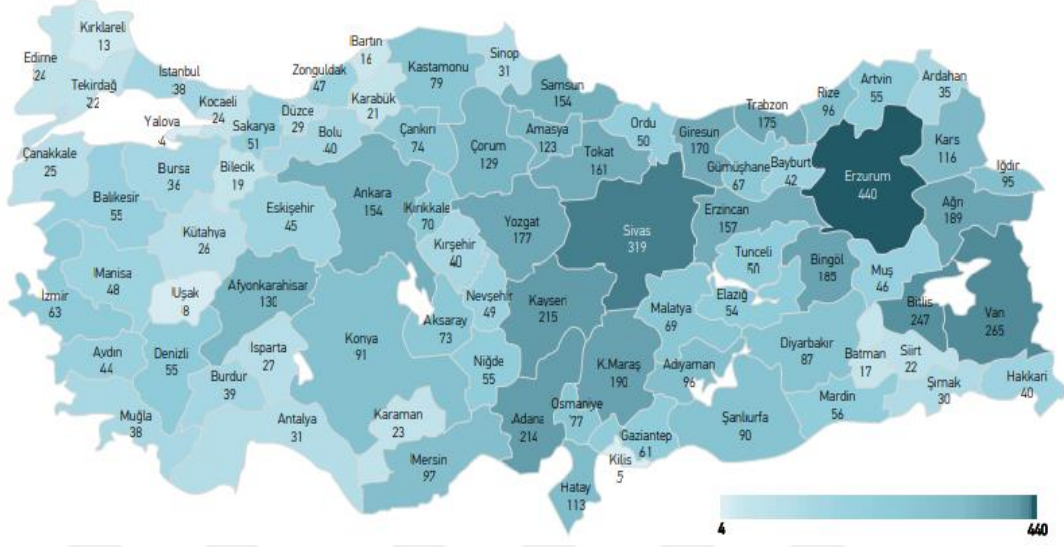 Kırklareli
13
Edirne
24
Tekirdağ
22
İstanbul
38
Kocaeli
24
Yalova
4
Sakarya
51
Düzce
29
Zonguldak
47
Bartın
16
Karabük
21
Bolu
40
Kastamonu
79
Çankırı
74
Sinop
31
Samsun
154
Çorum
129
Amasya
123
Tokat
161
Ordu
50
Giresun
170
Trabzon
175
Gümüşhane
67
Bayburt
42
Rize
96
Artvin
55
Ardahan
35
Kars
116
Iğdır
95
Erzurum
440
Ağrı
189
Çanakkale
25
Balıkesir
55
Bursa
36
Bilecik
19
Kütahya
26
Eskişehir
45
Ankara
154
Kırıkkale
70
Kırşehir
40
Yozgat
177
Sivas
319
Erzincan
157
Tunceli
50
Bingöl
185
Muş
46
Bitlis
247
Van
265
Manisa
48
İzmir
63
Uşak
8
Afyonkarahisar
130
Konya
91
Aksaray
73
Nevşehir
49
Kayseri
215
Malatya
69
Elazığ
54
Diyarbakır
87
Batman
17
Siirt
22
Şırnak
30
Hakkari
40
Aydın
44
Denizli
55
Burdur
39
Isparta
27
Muğla
38
Antalya
31
Karaman
23
Niğde
55
Mersin
97
Adana
214
K.Maraş
190
Osmaniye
77
Adıyaman
96
Gaziantep
61
Kilis
5
Hatay
113
Şanlıurfa
90
Mardin
56
4
440